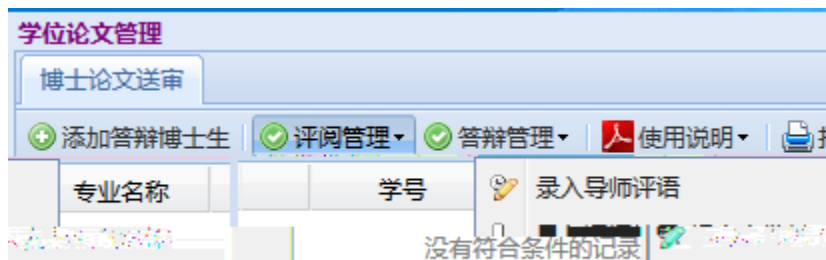 学位论文管理
博士论文送审
添加答辩博士生 评阅管理 答辩管理 使用说明
专业名称 学号 录入导师评语
没有符合条件的记录